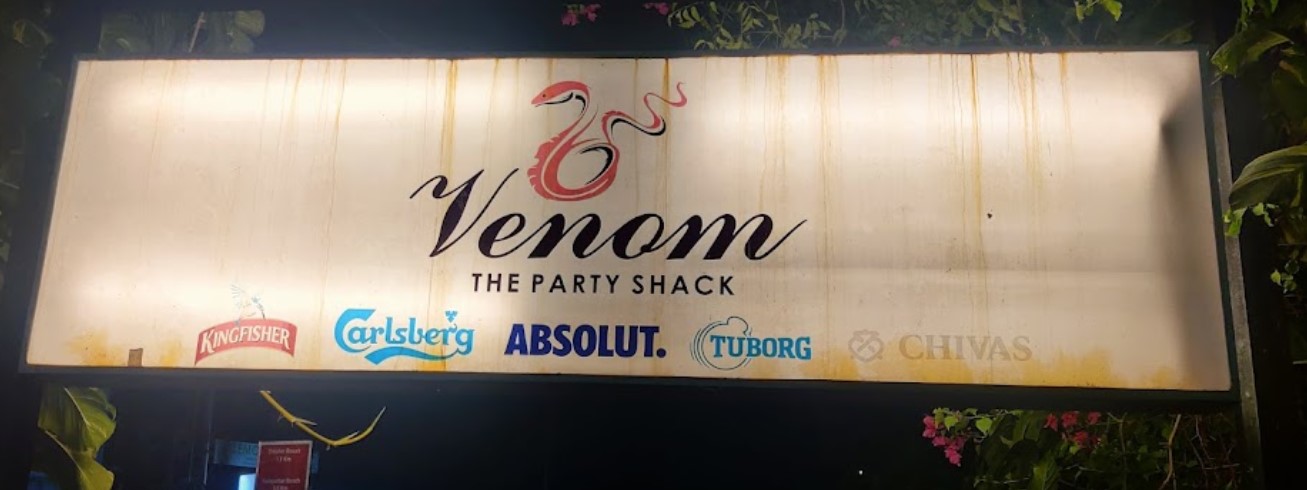 Venom
THE PARTY SHACK
KINGFISHER Carlsberg ABSOLUT. TUBORG CHIVAS